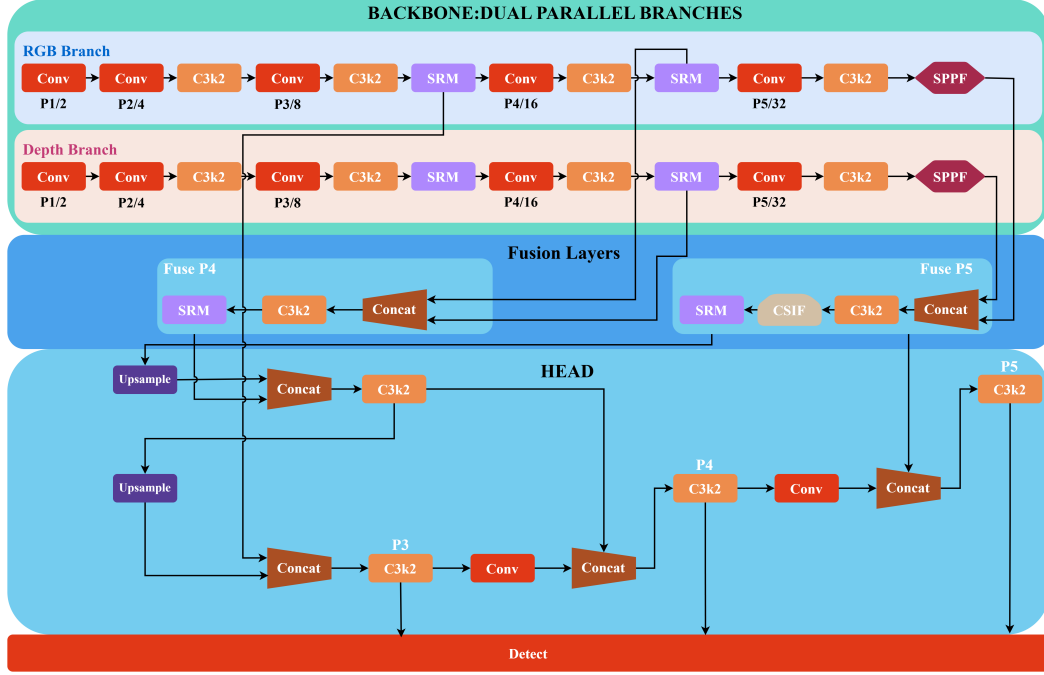 BACKBONE:DUAL PARALLEL BRANCHES
RGB Branch
Conv Conv C3k2 Conv C3k2 SRM Conv C3k2 SRM Conv C3k2 SPPF
P1/2 P2/4 P3/8 P4/16 P5/32
Depth Branch
Conv Conv C3k2 Conv C3k2 SRM Conv C3k2 SRM Conv C3k2 SPPF
P1/2 P2/4 P3/8 P4/16 P5/32
Fusion Layers
Fuse P4 Fuse P5
SRM C3k2 Concat SRM CSIF C3k2 Concat
HEAD
P5
Upsample Concat C3k2 C3k2
P4
Upsample C3k2 Conv Concat
P3
Concat C3k2 Conv Concat
Detect